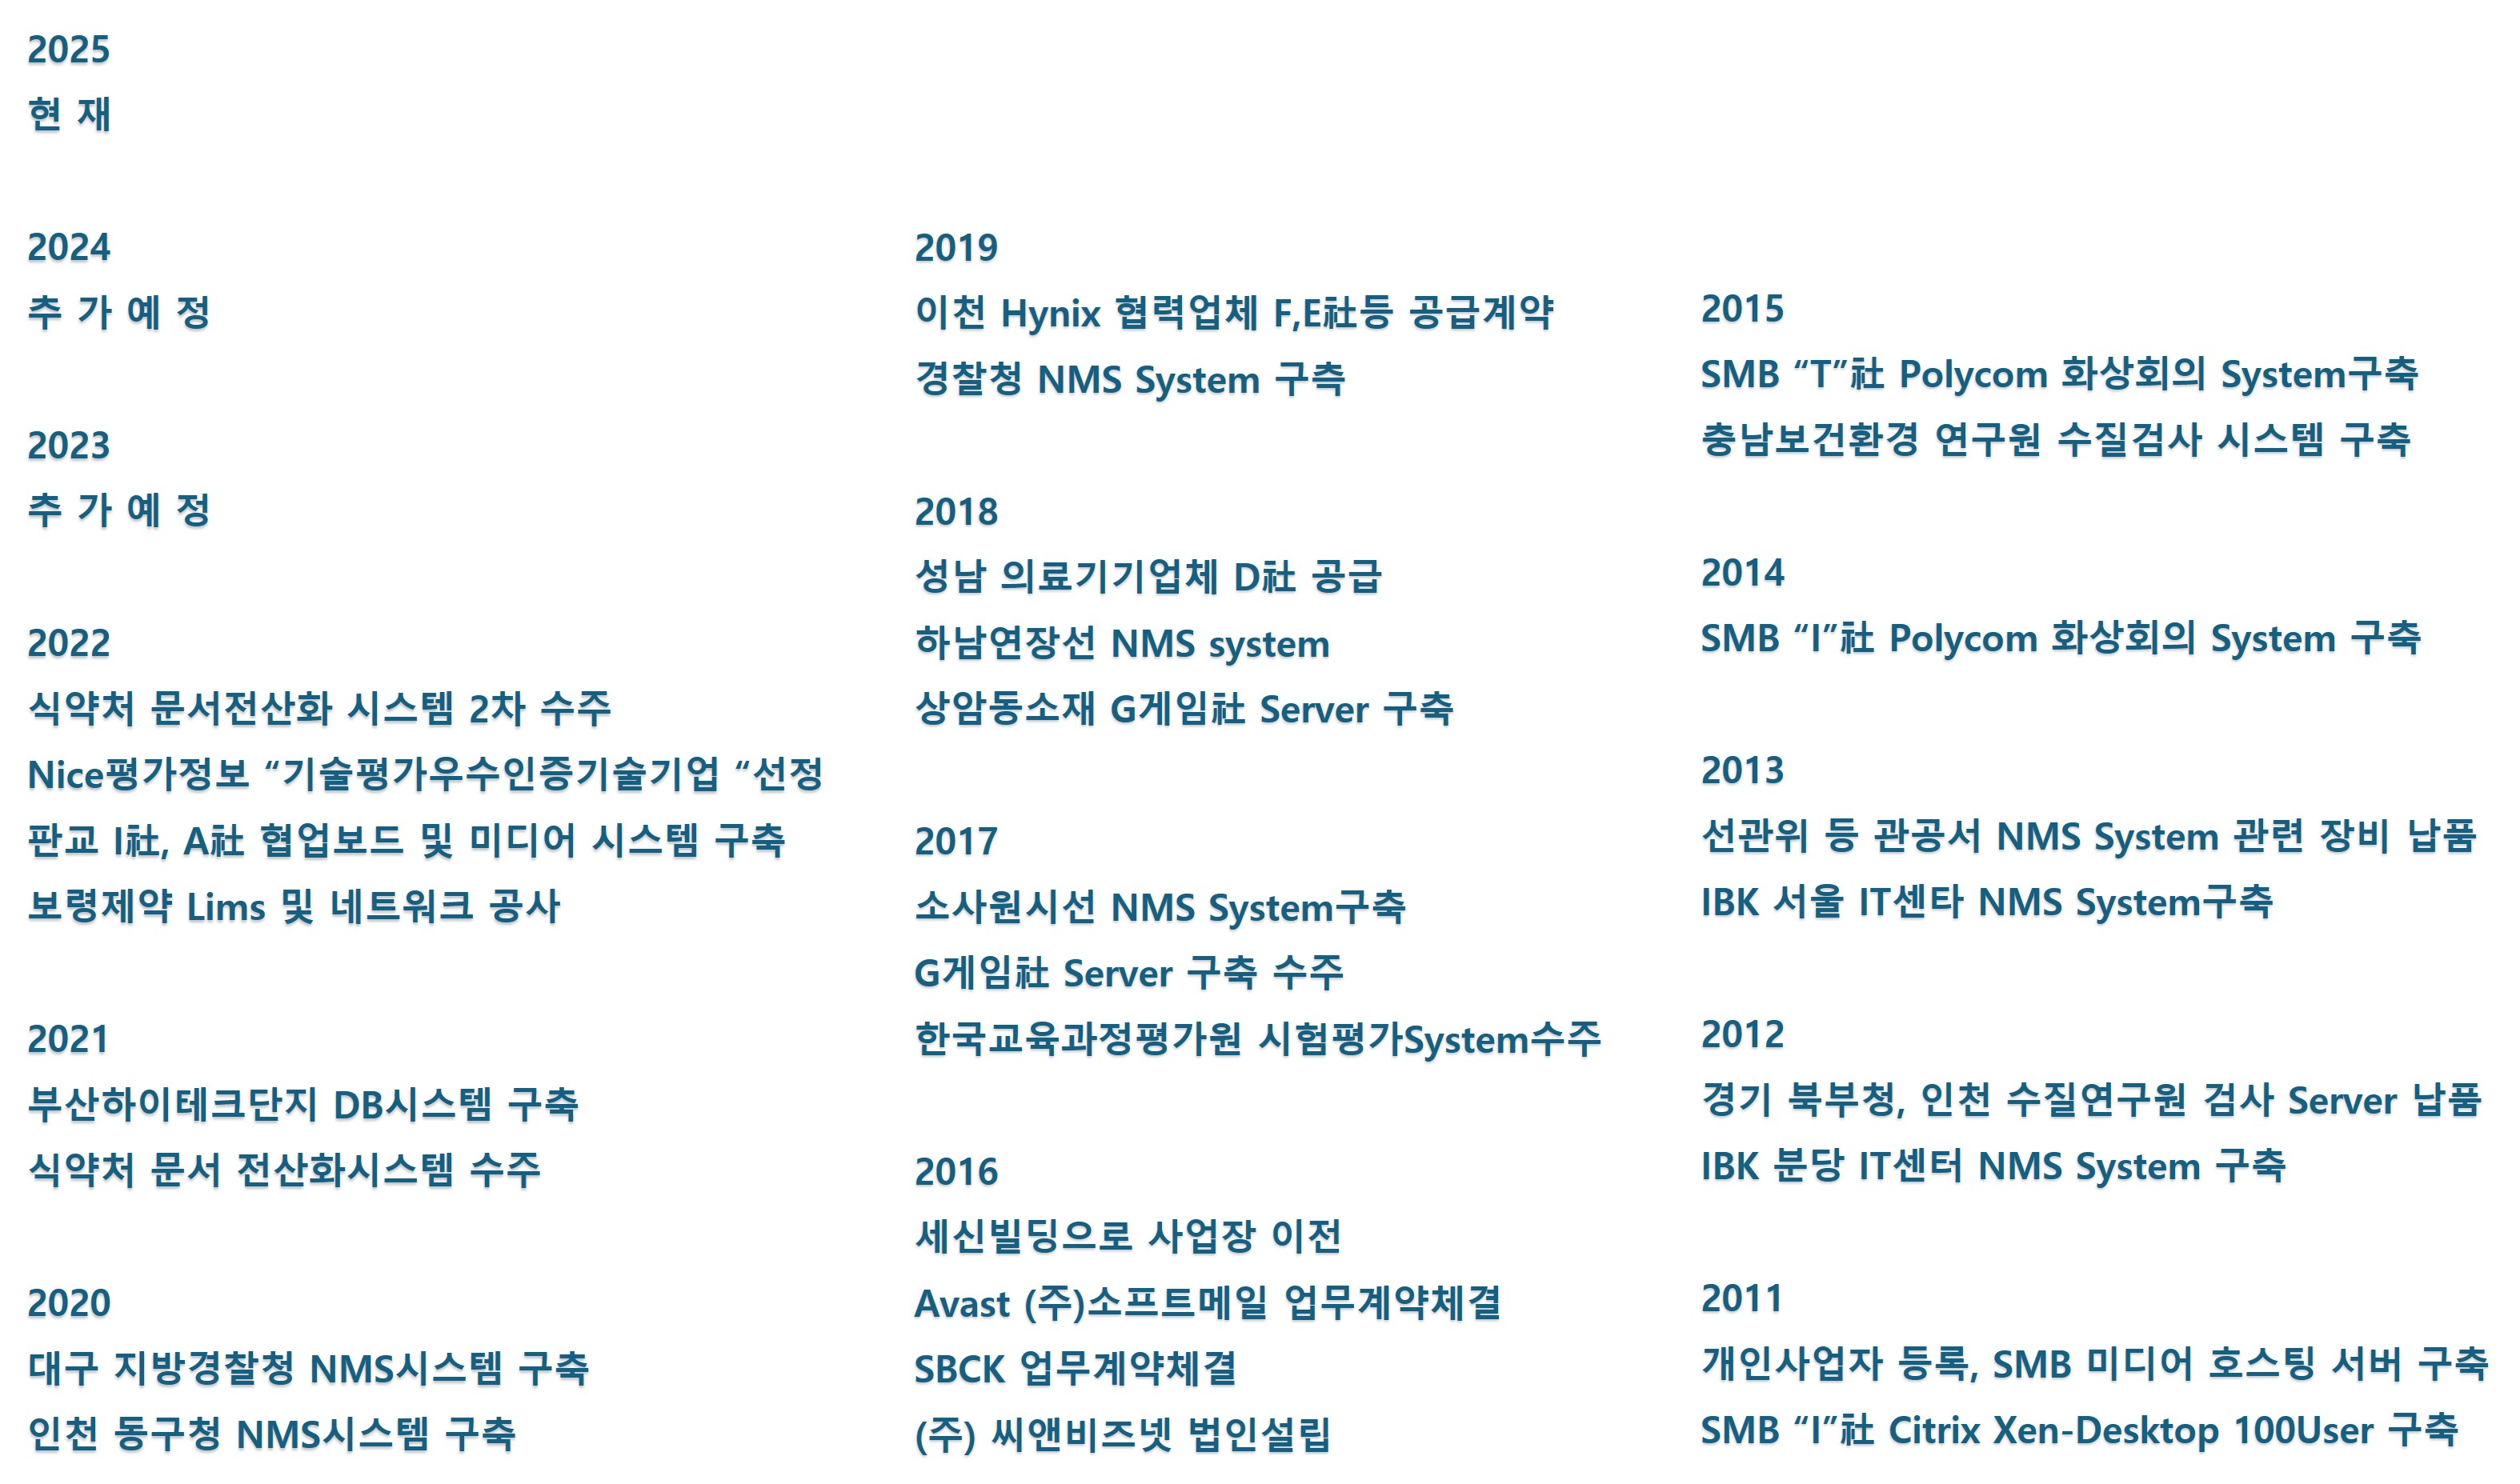 2025
현 재
2024
추 가 예 정
2023
추 가 예 정
2022
식약처 문서전산화 시스템 2차 수주
Nice평가정보 “기술평가우수인증기술기업 “선정
판교 I社, A社 협업보드 및 미디어 시스템 구축
보령제약 Lims 및 네트워크 공사
2021
부산하이테크단지 DB시스템 구축
식약처 문서 전산화시스템 수주
2020
대구 지방경찰청 NMS시스템 구축
인천 동구청 NMS시스템 구축
2019
이천 Hynix 협력업체 F,E社등 공급계약
경찰청 NMS System 구측
2018
성남 의료기기업체 D社 공급
하남연장선 NMS system
상암동소재 G게임社 Server 구축
2017
소사원시선 NMS System구축
G게임社 Server 구축 수주
한국교육과정평가원 시험평가System수주
2016
세신빌딩으로 사업장 이전
Avast (주)소프트메일 업무계약체결
SBCK 업무계약체결
(주) 씨앤비즈넷 법인설립
2015
SMB “T”社 Polycom 화상회의 System구축
충남보건환경 연구원 수질검사 시스템 구축
2014
SMB “I”社 Polycom 화상회의 System 구축
2013
선관위 등 관공서 NMS System 관련 장비 납품
IBK 서울 IT센타 NMS System구축
2012
경기 북부청, 인천 수질연구원 검사 Server 납품
IBK 분당 IT센터 NMS System 구축
2011
개인사업자 등록, SMB 미디어 호스팅 서버 구축
SMB “I”社 Citrix Xen-Desktop 100User 구축